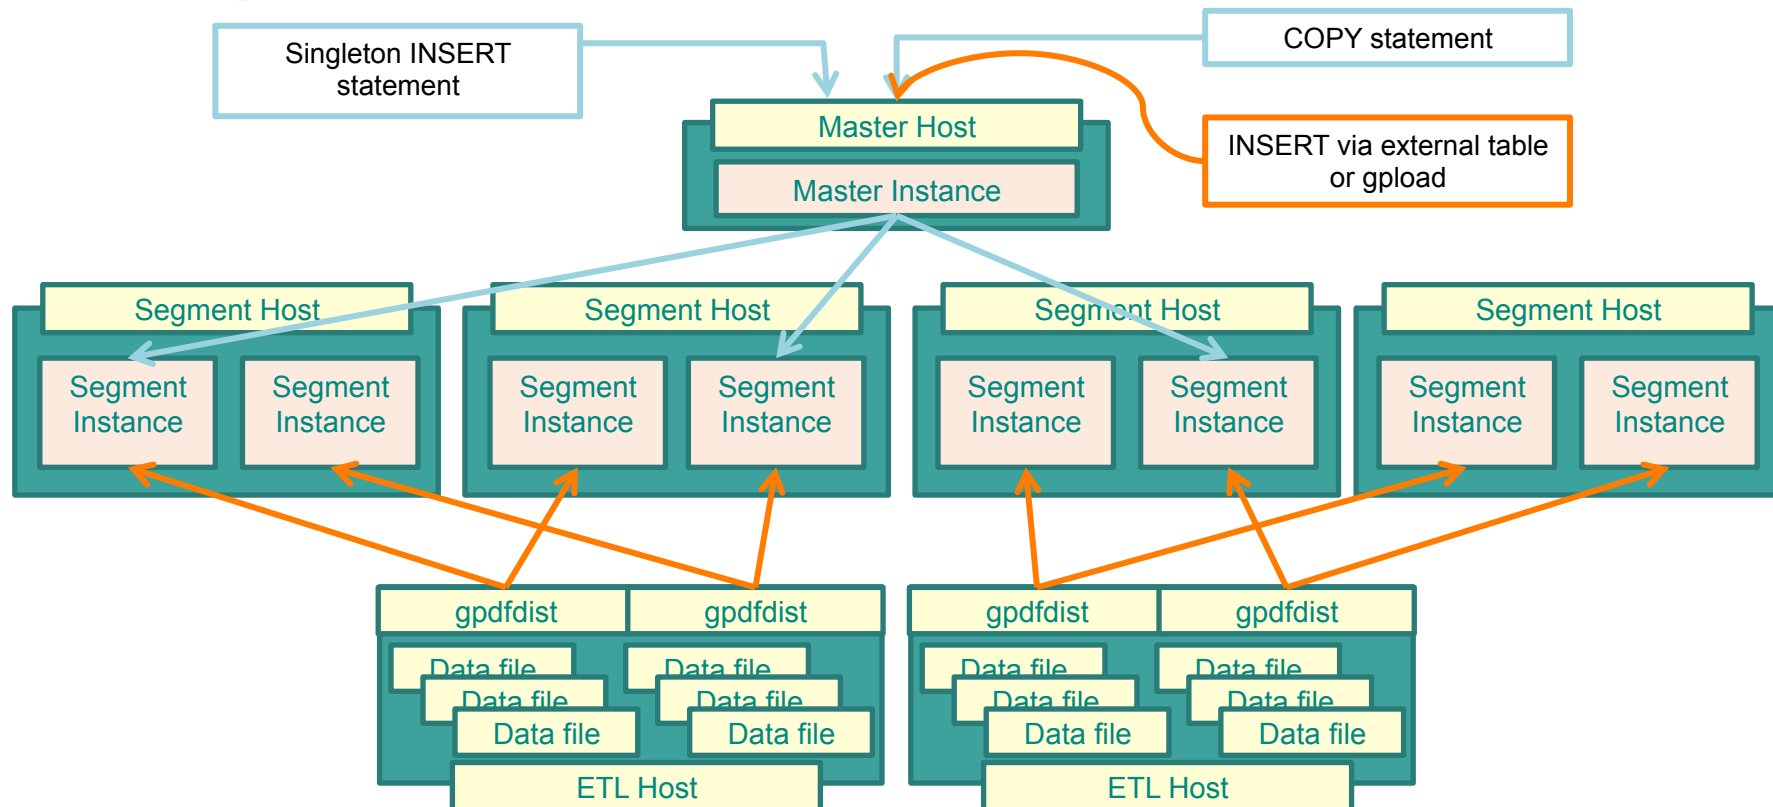 Singleton INSERT
statement
COPY statement
Master Host
INSERT via external table
or gpload
Master Instance
Segment Host
Segment Host
Segment Host
Segment Host
Segment
Instance
Segment
Instance
Segment
Instance
Segment
Instance
Segment
Instance
Segment
Instance
Segment
Instance
Segment
Instance
gpdfdist
gpdfdist
gpdfdist
gpdfdist
Data file
Data file
Data file
Data file
Data file
Data file
Data file
Data file
Data file
Data file
Data file
Data file
ETL Host
ETL Host